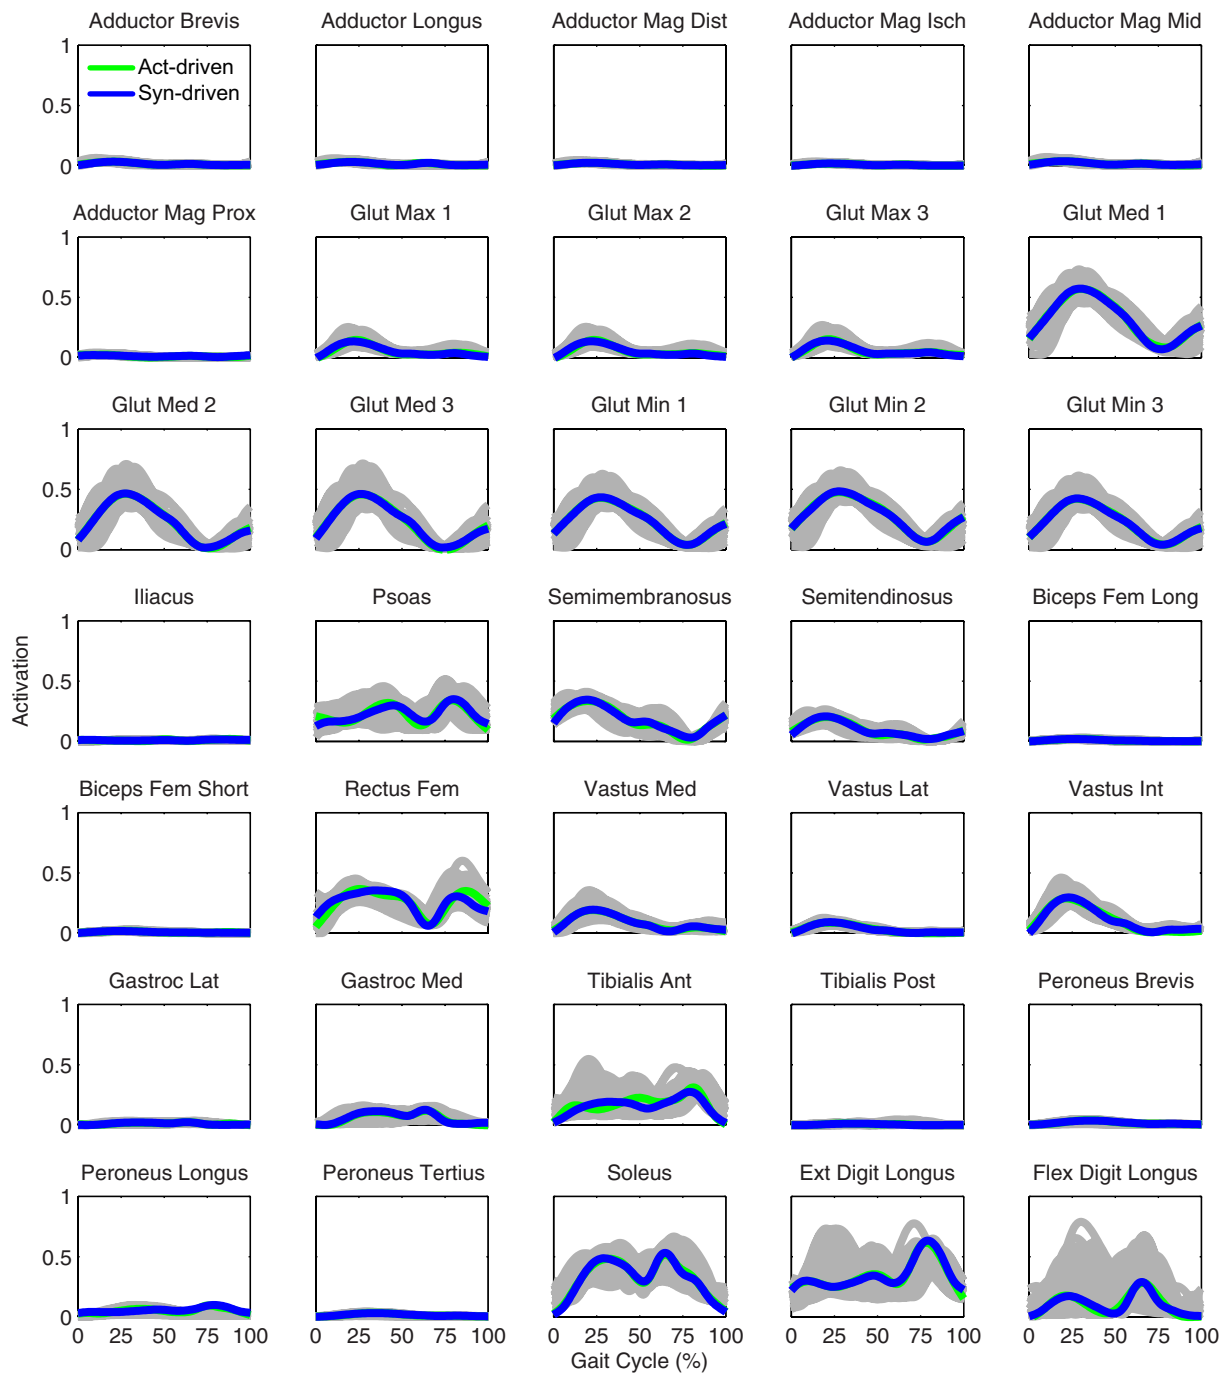 Adductor Brevis Adductor Longus Adductor Mag Dist Adductor Mag Isch Adductor Mag Mid
1
Act-driven
Syn-driven
0.5
0
Adductor Mag Prox Glut Max 1 Glut Max 2 Glut Max 3 Glut Med 1
1
0.5
0
Glut Med 2 Glut Med 3 Glut Min 1 Glut Min 2 Glut Min 3
1
0.5
0
Iliacus Psoas Semimembranosus Semitendinosus Biceps Fem Long
1
0.5
0
Activation
Biceps Fem Short Rectus Fem Vastus Med Vastus Lat Vastus Int
1
0.5
0
Gastroc Lat Gastroc Med Tibialis Ant Tibialis Post Peroneus Brevis
1
0.5
0
Peroneus Longus Peroneus Tertius Soleus Ext Digit Longus Flex Digit Longus
1
0.5
0
0 25 50 75 100 0 25 50 75 100 0 25 50 75 100 0 25 50 75 100 0 25 50 75 100
Gait Cycle (%)